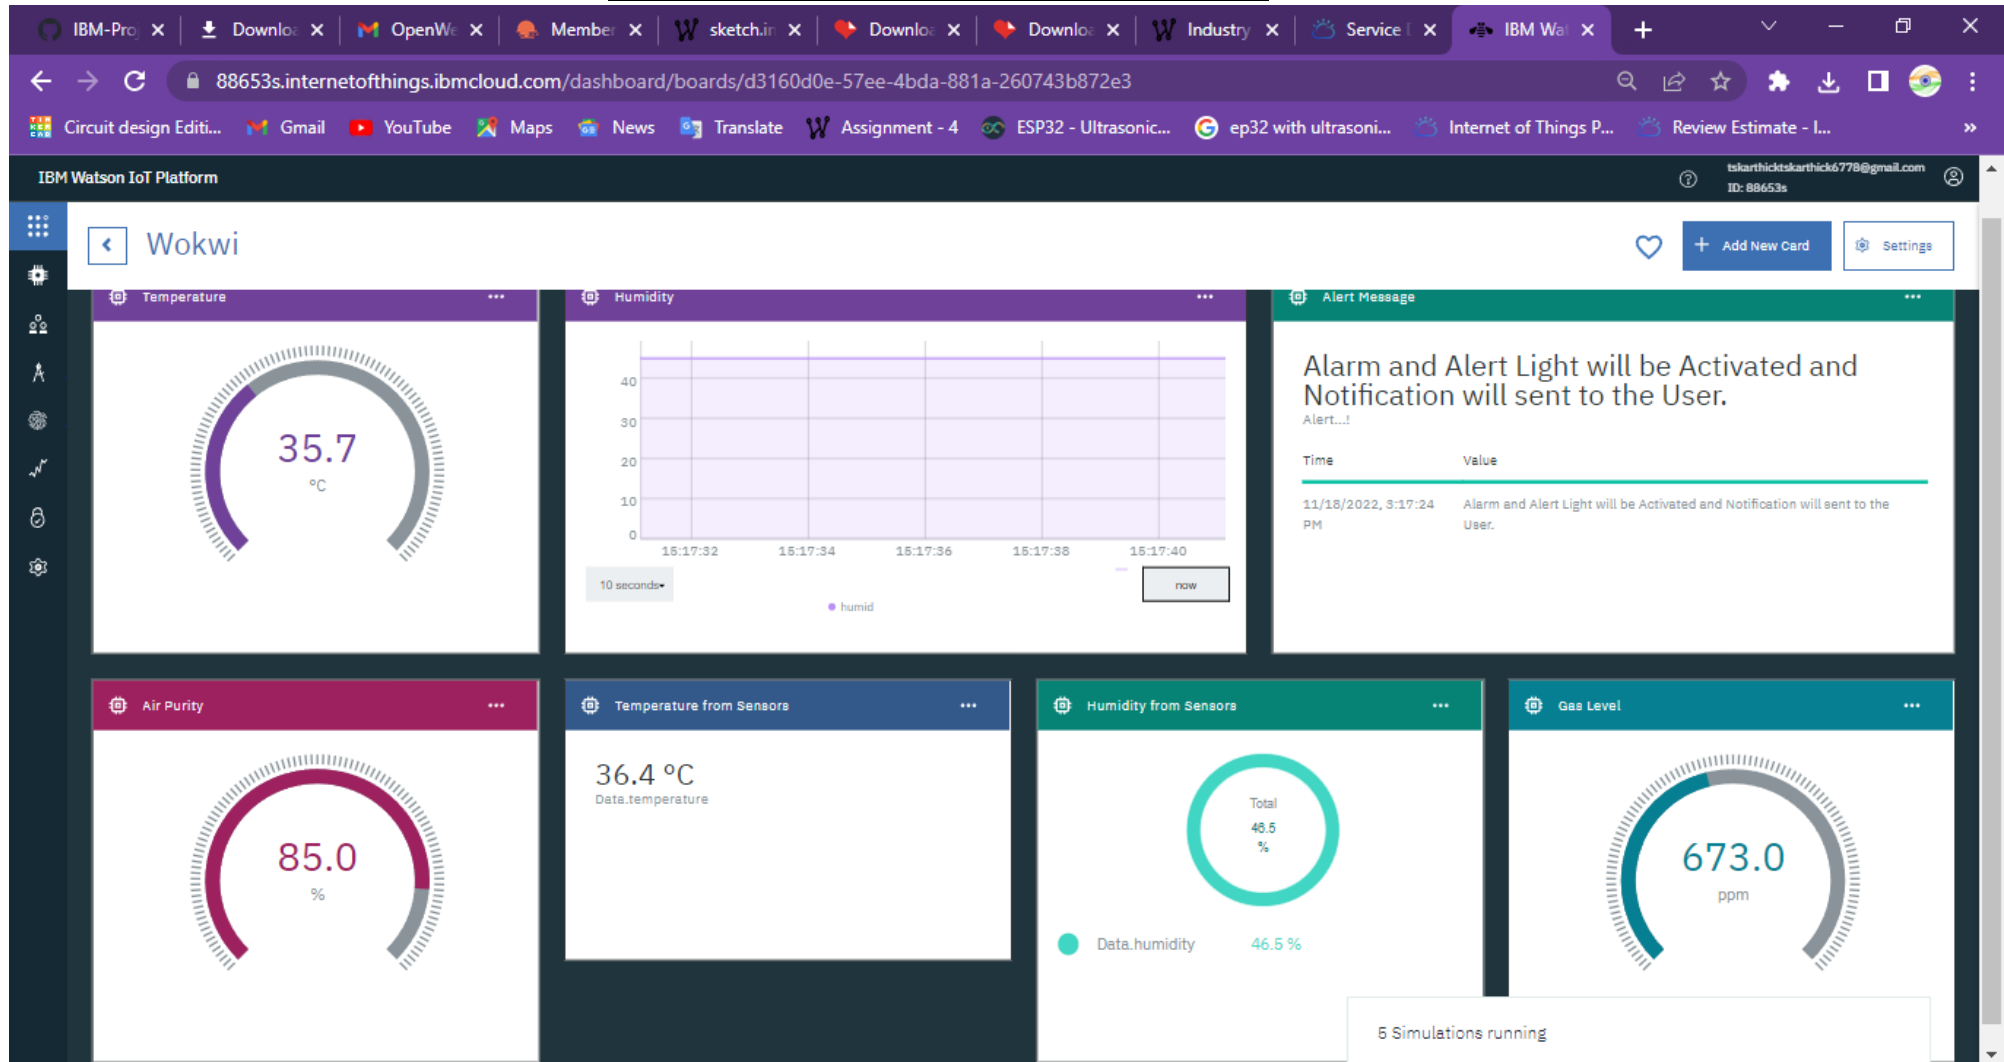 IBM-Pro
Downloa
OpenWe
Member
sketch.in
Downloa
Downloa
Industry
Service
IBM Wat
88653s.internetofthings.ibmcloud.com/dashboard/boards/d3160d0e-57ee-4bda-881a-260743b872e3
Circuit design Editi...
Gmail
YouTube
Maps
News
Translate
Assignment - 4
ESP32 - Ultrasonic...
ep32 with ultrasoni...
Internet of Things P...
Review Estimate - I...
»
IBM Watson IoT Platform
tskarthicktskarthick6778@gmail.com
ID: 88653s
Wokwi
+ Add New Card
Settings
Temperature
35.7
°C
Humidity
40
30
20
10
0
15:17:32 15:17:34 15:17:36 15:17:38 15:17:40
10 seconds
now
humid
Alert Message
Alarm and Alert Light will be Activated and
Notification will sent to the User.
Alert...!
Time Value
11/18/2022, 3:17:24 Alarm and Alert Light will be Activated and Notification will sent to the
PM User.
Air Purity
85.0
%
Temperature from Sensors
36.4 °C
Data.temperature
Humidity from Sensors
Total
46.5
%
Data.humidity 46.5 %
Gas Level
673.0
ppm
5 Simulations running